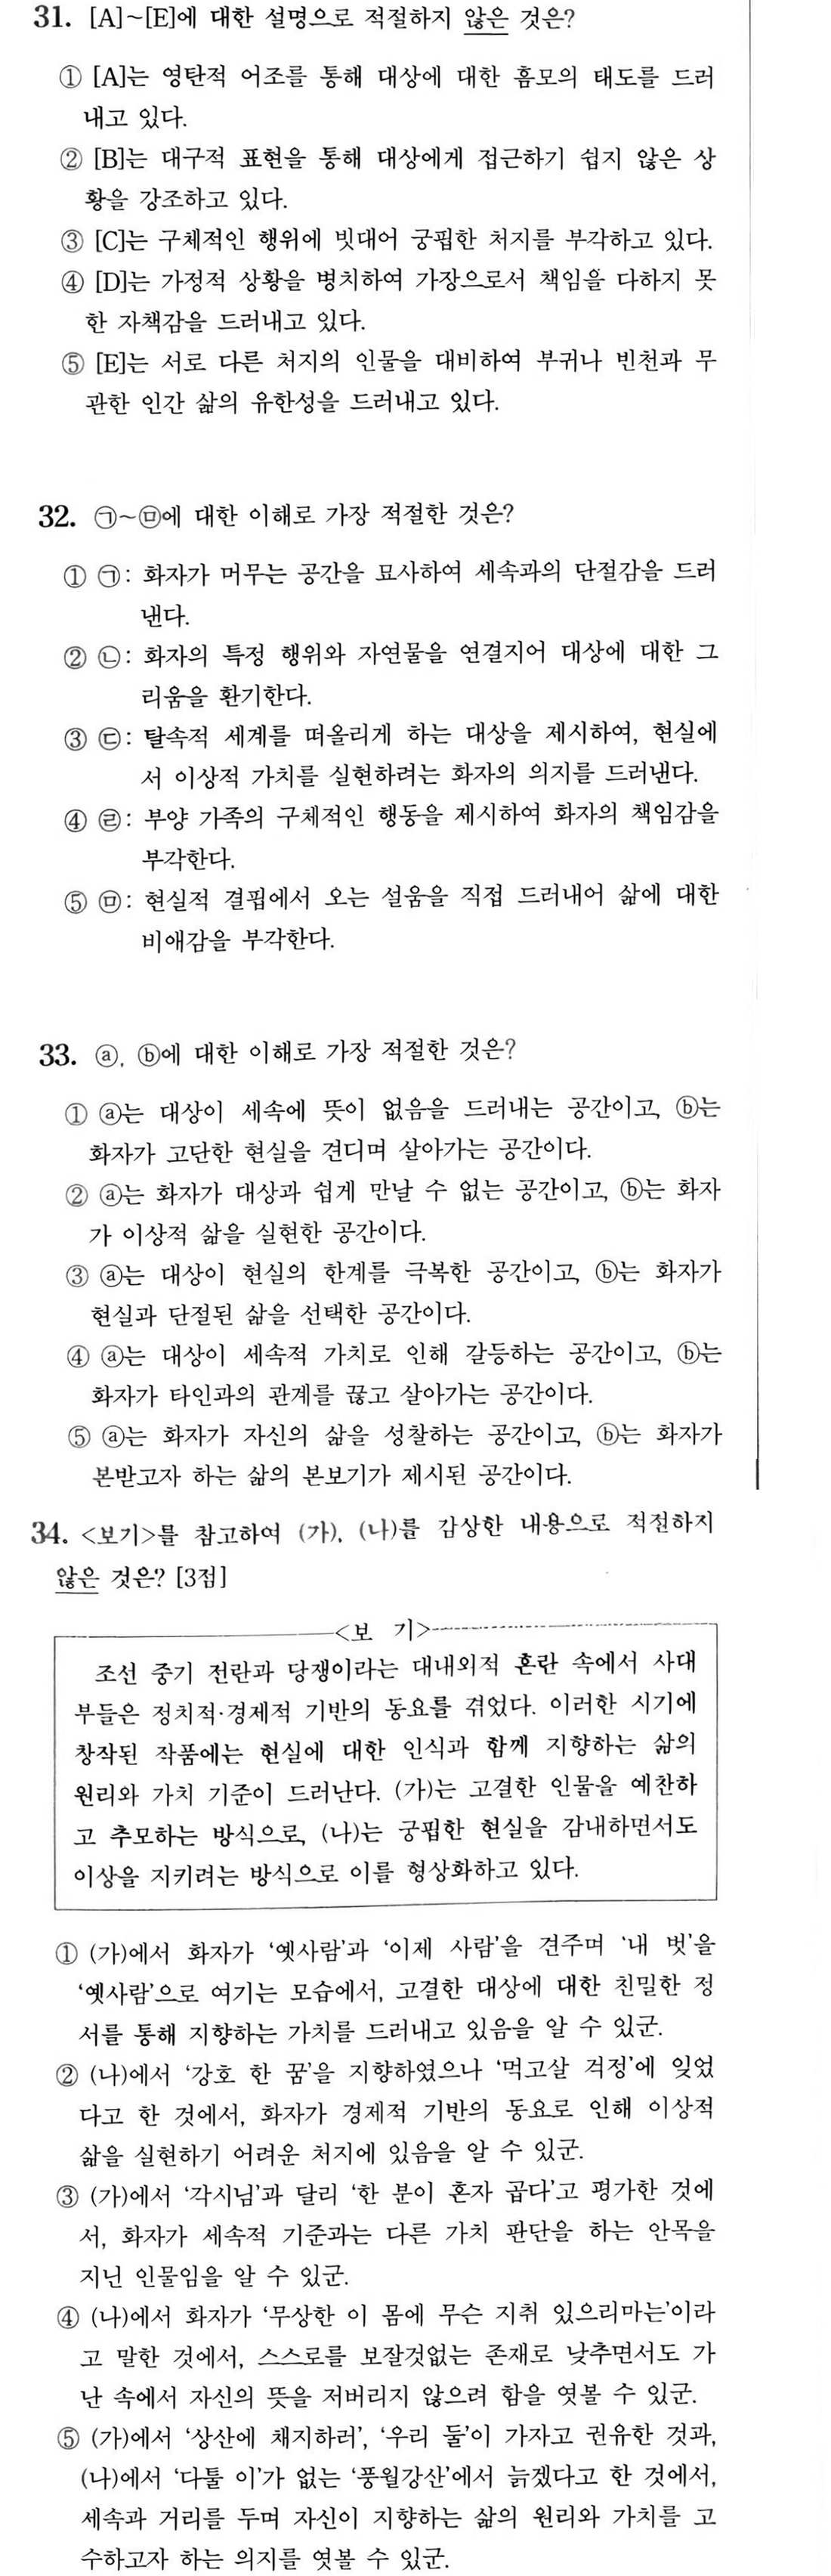 31. [A]~[E]에 대한 설명으로 적절하지 않은 것은?
① [A]는 영탄적 어조를 통해 대상에 대한 흠모의 태도를 드러
내고 있다.
② [B]는 대구적 표현을 통해 대상에게 접근하기 쉽지 않은 상
황을 강조하고 있다.
③ [C]는 구체적인 행위에 빗대어 궁핍한 처지를 부각하고 있다.
④ [D]는 가정적 상황을 병치하여 가장으로서 책임을 다하지 못
한 자책감을 드러내고 있다.
⑤ [E]는 서로 다른 처지의 인물을 대비하여 부귀나 빈천과 무
관한 인간 삶의 유한성을 드러내고 있다.
32. ㉠~㉤에 대한 이해로 가장 적절한 것은?
① ㉠: 화자가 머무는 공간을 묘사하여 세속과의 단절감을 드러
낸다.
② ㉡: 화자의 특정 행위와 자연물을 연결지어 대상에 대한 그
리움을 환기한다.
③ ㉢: 탈속적 세계를 떠올리게 하는 대상을 제시하여, 현실에
서 이상적 가치를 실현하려는 화자의 의지를 드러낸다.
④ ㉣: 부양 가족의 구체적인 행동을 제시하여 화자의 책임감을
부각한다.
⑤ ㉤: 현실적 결핍에서 오는 설움을 직접 드러내어 삶에 대한
비애감을 부각한다.
33. ⓐ, ⓑ에 대한 이해로 가장 적절한 것은?
① ⓐ는 대상이 세속에 뜻이 없음을 드러내는 공간이고, ⓑ는
화자가 고단한 현실을 견디며 살아가는 공간이다.
② ⓐ는 화자가 대상과 쉽게 만날 수 없는 공간이고, ⓑ는 화자
가 이상적 삶을 실현한 공간이다.
③ ⓐ는 대상이 현실의 한계를 극복한 공간이고, ⓑ는 화자가
현실과 단절된 삶을 선택한 공간이다.
④ ⓐ는 대상이 세속적 가치로 인해 갈등하는 공간이고, ⓑ는
화자가 타인과의 관계를 끊고 살아가는 공간이다.
⑤ ⓐ는 화자가 자신의 삶을 성찰하는 공간이고, ⓑ는 화자가
본받고자 하는 삶의 본보기가 제시된 공간이다.
34. <보기>를 참고하여 (가), (나)를 감상한 내용으로 적절하지
않은 것은? [3점]
<보 기>
조선 중기 전란과 당쟁이라는 대내외적 혼란 속에서 사대
부들은 정치적·경제적 기반의 동요를 겪었다. 이러한 시기에
창작된 작품에는 현실에 대한 인식과 함께 지향하는 삶의
원리와 가치 기준이 드러난다. (가)는 고결한 인물을 예찬하
고 추모하는 방식으로, (나)는 궁핍한 현실을 감내하면서도
이상을 지키려는 방식으로 이를 형상화하고 있다.
① (가)에서 화자가 ‘옛사람’과 ‘이제 사람’을 견주며 ‘내 벗’을
‘옛사람’으로 여기는 모습에서, 고결한 대상에 대한 친밀한 정
서를 통해 지향하는 가치를 드러내고 있음을 알 수 있군.
② (나)에서 ‘강호 한 꿈’을 지향하였으나 ‘먹고살 걱정’에 잊었
다고 한 것에서, 화자가 경제적 기반의 동요로 인해 이상적
삶을 실현하기 어려운 처지에 있음을 알 수 있군.
③ (가)에서 ‘각시님’과 달리 ‘한 분이 혼자 곱다’고 평가한 것에
서, 화자가 세속적 기준과는 다른 가치 판단을 하는 안목을
지닌 인물임을 알 수 있군.
④ (나)에서 화자가 ‘무상한 이 몸에 무슨 지취 있으리마는’이라
고 말한 것에서, 스스로를 보잘것없는 존재로 낮추면서도 가
난 속에서 자신의 뜻을 저버리지 않으려 함을 엿볼 수 있군.
⑤ (가)에서 ‘상산에 채지하러’, ‘우리 둘’이 가자고 권유한 것과,
(나)에서 ‘다툴 이’가 없는 ‘풍월강산’에서 늙겠다고 한 것에서,
세속과 거리를 두며 자신이 지향하는 삶의 원리와 가치를 고
수하고자 하는 의지를 엿볼 수 있군.